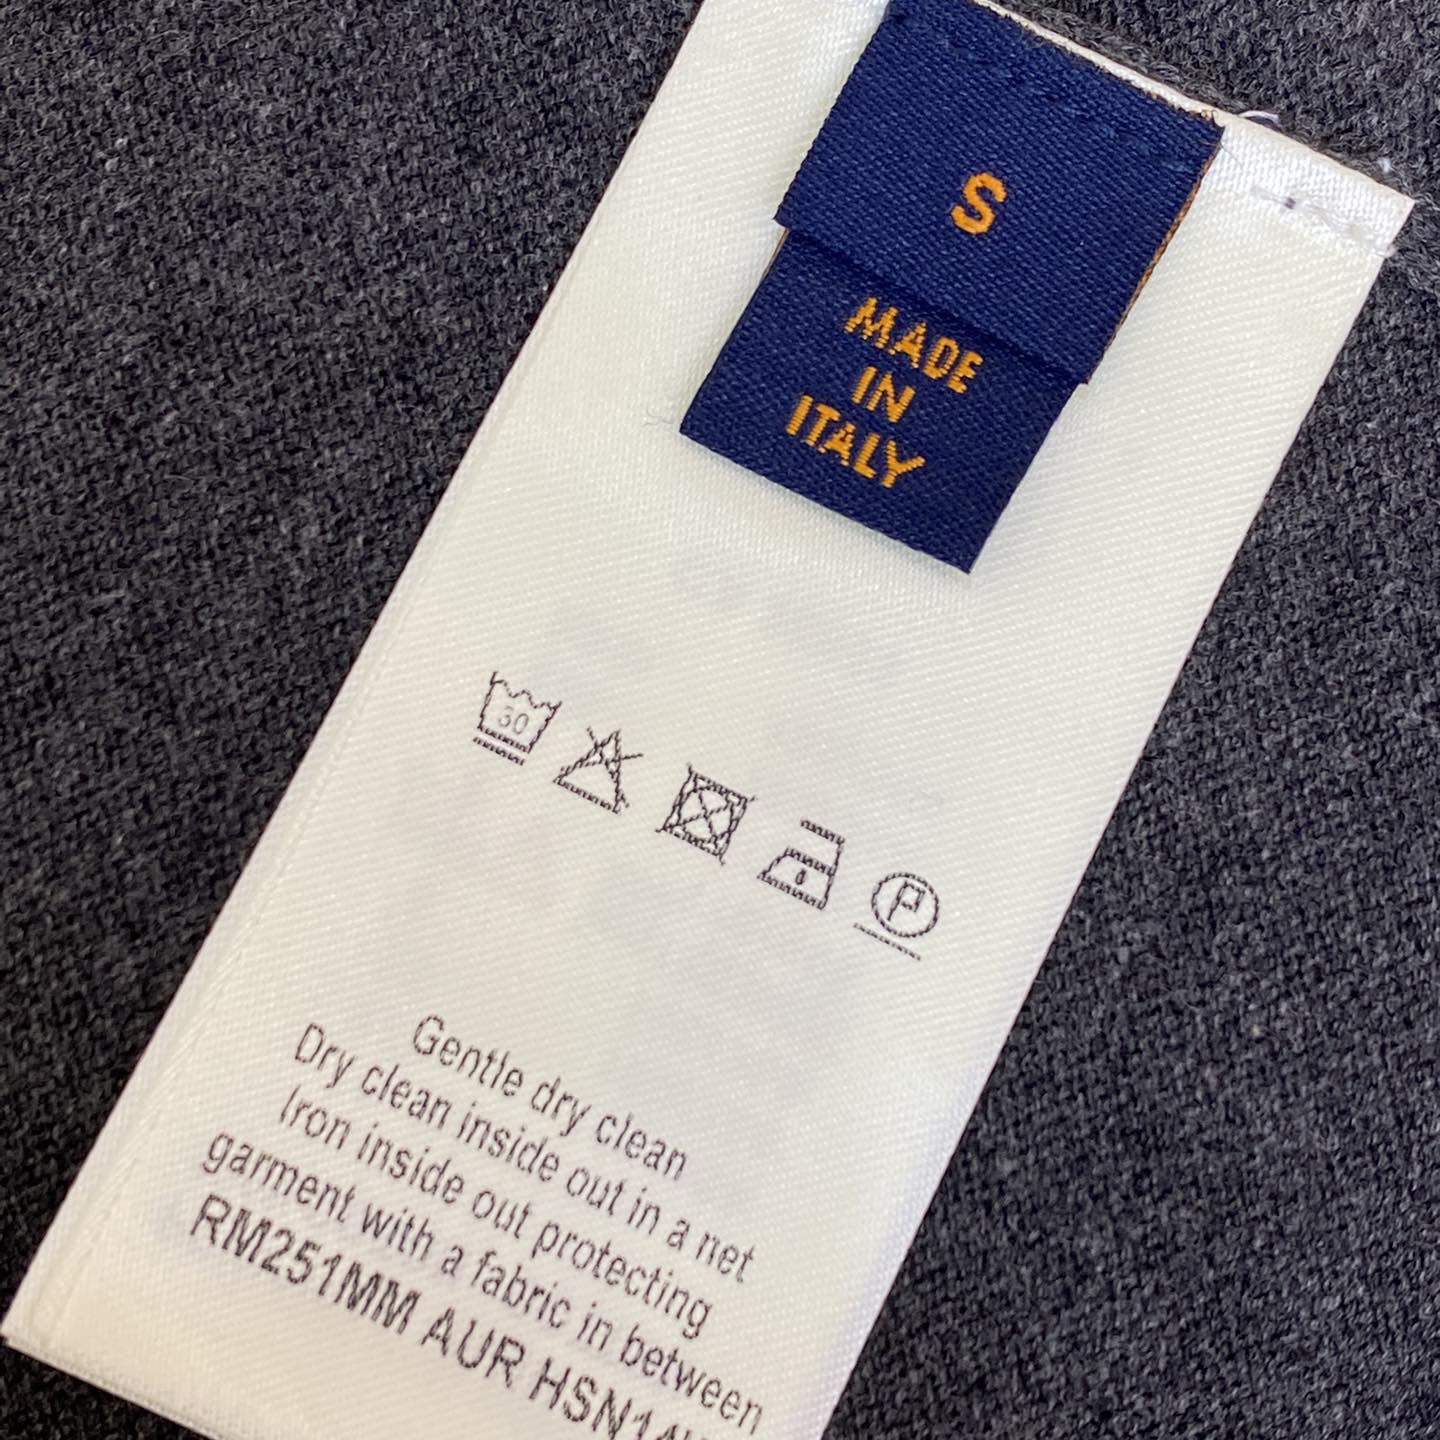 S
MADE
IN
ITALY
30
P
Gentle dry clean
Dry clean inside out in a net
Iron inside out protecting
garment with a fabric in between
RM251MM AUR